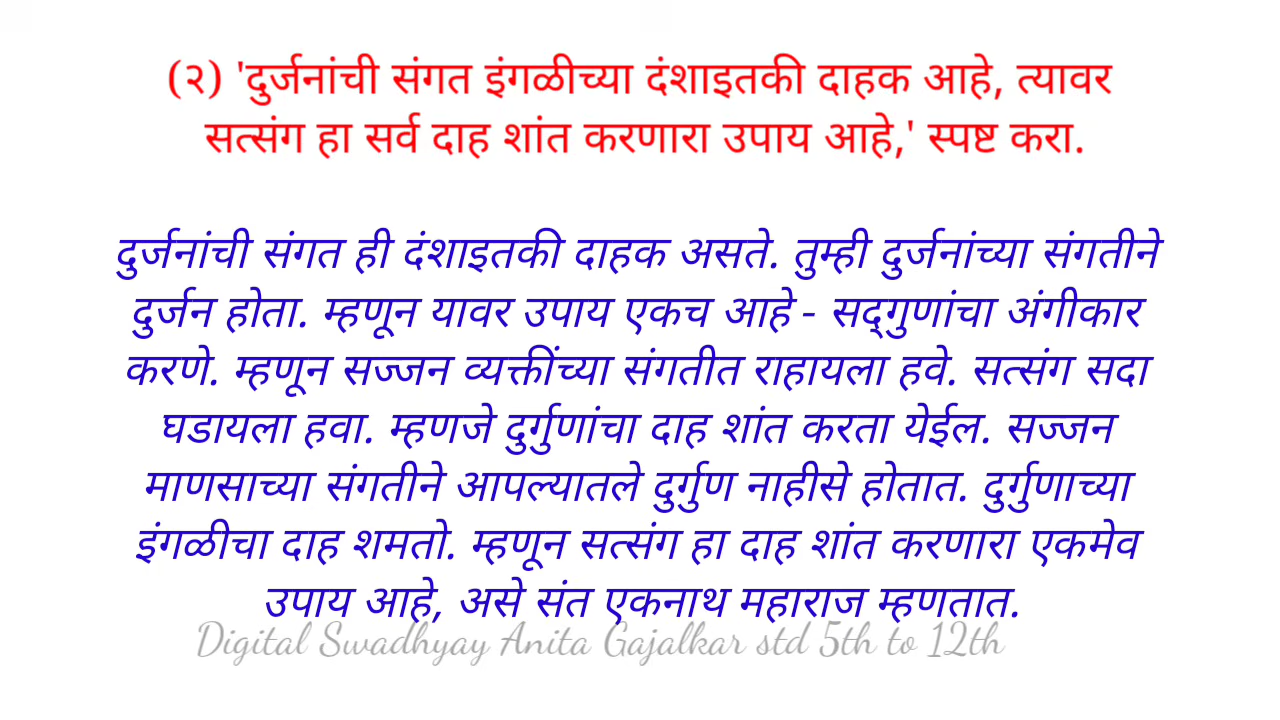 (२) 'दुर्जनांची संगत इंगळीच्या दंशाइतकी दाहक आहे, त्यावर
सत्संग हा सर्व दाह शांत करणारा उपाय आहे,' स्पष्ट करा.
दुर्जनांची संगत ही दंशाइतकी दाहक असते. तुम्ही दुर्जनांच्या संगतीने
दुर्जन होता. म्हणून यावर उपाय एकच आहे - सद्‌गुणांचा अंगीकार
करणे. म्हणून सज्जन व्यक्तींच्या संगतीत राहायला हवे. सत्संग सदा
घडायला हवा. म्हणजे दुर्गुणांचा दाह शांत करता येईल. सज्जन
माणसाच्या संगतीने आपल्यातले दुर्गुण नाहीसे होतात. दुर्गुणाच्या
इंगळीचा दाह शमतो. म्हणून सत्संग हा दाह शांत करणारा एकमेव
उपाय आहे, असे संत एकनाथ महाराज म्हणतात.
Digital Swadhyay Anita Gajalkar std 5th to 12th